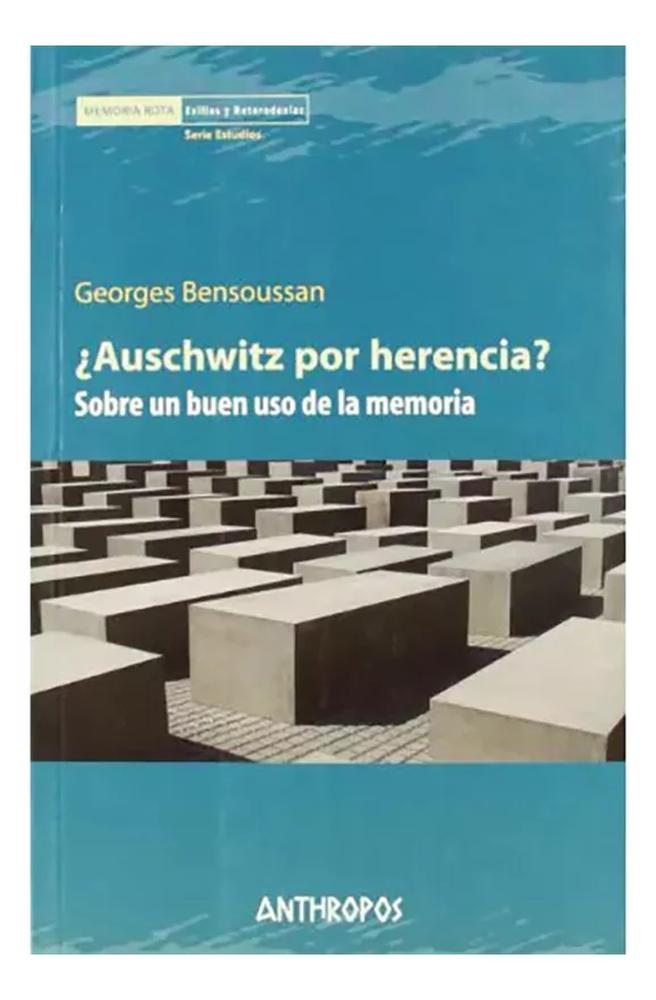 MEMORIA ROTA Exilios y Heterodoxias
Serie Estudios
Georges Bensoussan
¿Auschwitz por herencia?
Sobre un buen uso de la memoria
ANTHROPOS